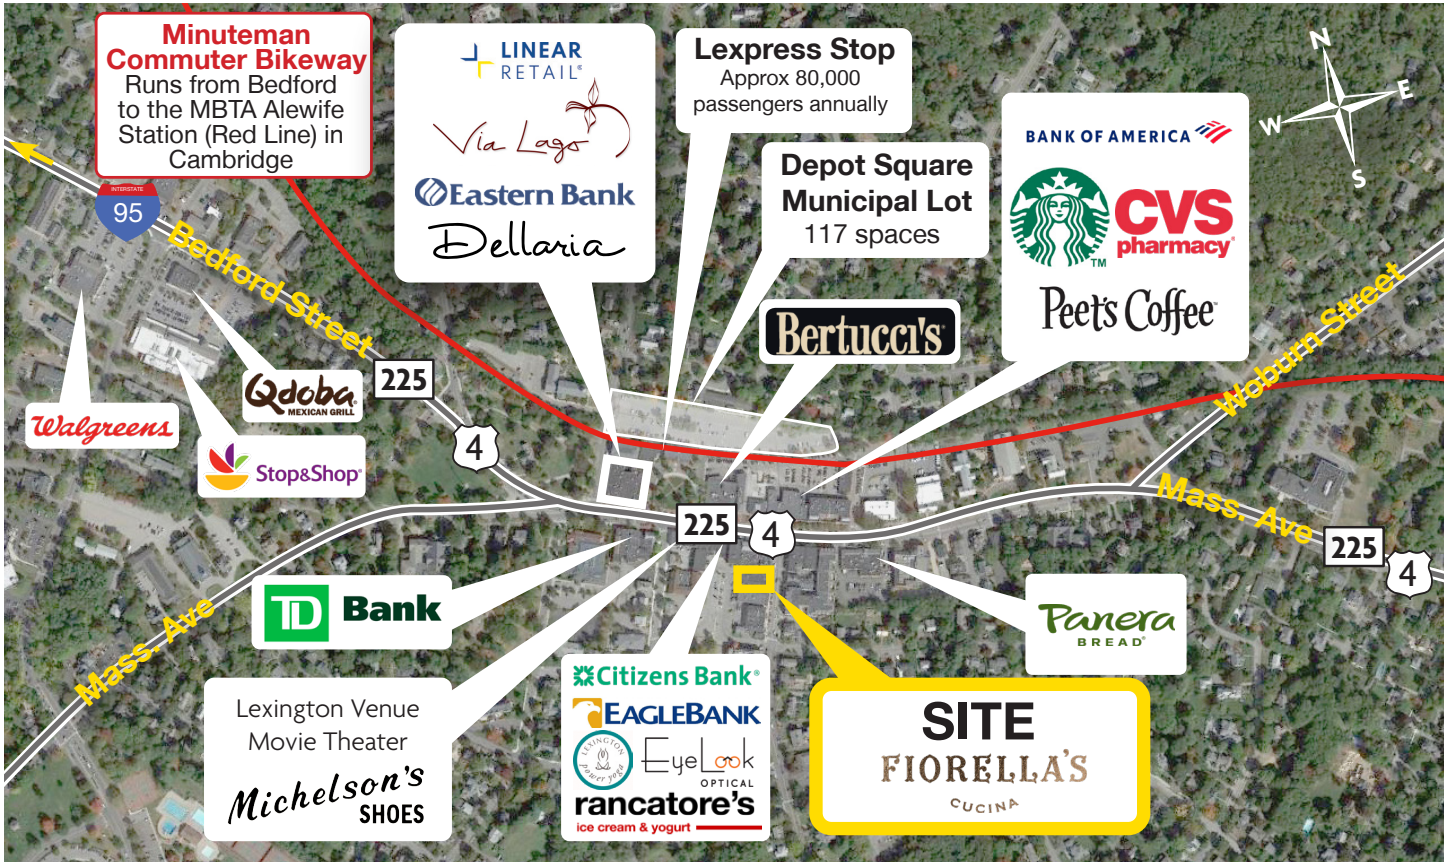 Minuteman
Commuter Bikeway
Runs from Bedford
to the MBTA Alewife
Station (Red Line) in
Cambridge
LINEAR
RETAIL®
Via Lago
Eastern Bank
Dellaria
Lexpress Stop
Approx 80,000
passengers annually
Depot Square
Municipal Lot
117 spaces
BANK OF AMERICA
TM
CVS
pharmacy®
Peet's Coffee™
N
E
W
S
INTERSTATE
95
Bedford Street
225
4
Bertucci's®
Woburn Street
Walgreens
Qdoba®
MEXICAN GRILL
Stop&Shop®
225
4
Mass. Ave
225
4
Mass. Ave
TD Bank
Panera
BREAD®
Lexington Venue
Movie Theater
Michelson's
SHOES
Citizens Bank®
EAGLEBANK
LEXINGTON
power yoga
EyeLook
OPTICAL
rancatore's
ice cream & yogurt
SITE
FIORELLA'S
CUCINA